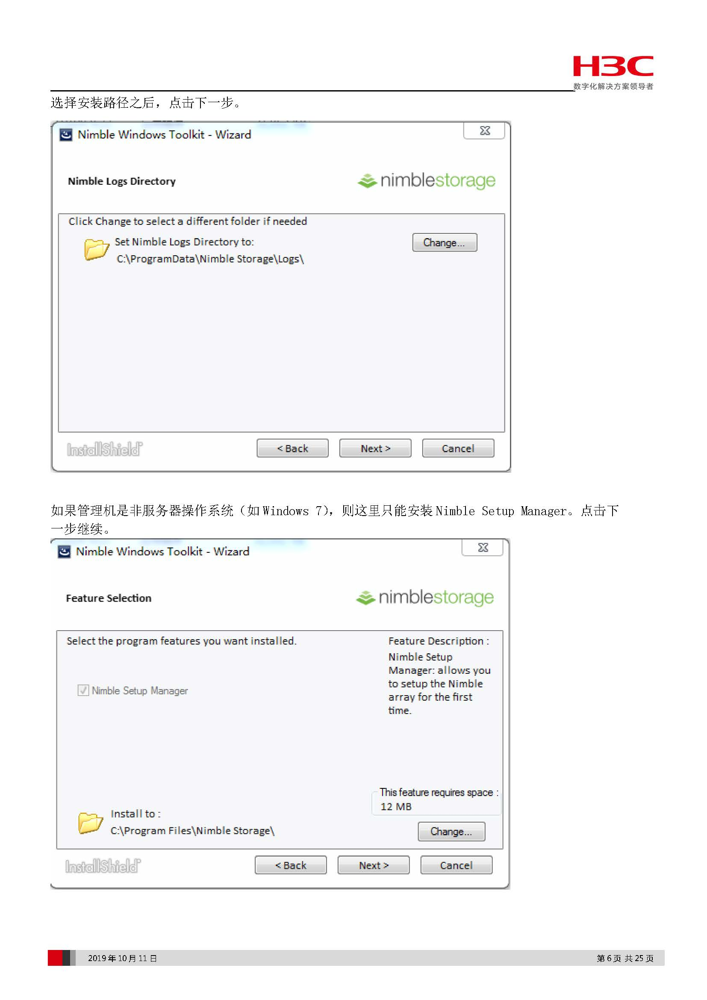 H3C
数字化解决方案领导者
选择安装路径之后，点击下一步。
Nimble Windows Toolkit - Wizard
Nimble Logs Directory
nimblestorage
Click Change to select a different folder if needed
Set Nimble Logs Directory to:
Change...
C:\ProgramData\Nimble Storage\Logs\
InstallShield
< Back
Next >
Cancel
如果管理机是非服务器操作系统（如 Windows 7），则这里只能安装 Nimble Setup Manager。点击下
一步继续。
Nimble Windows Toolkit - Wizard
Feature Selection
nimblestorage
Select the program features you want installed.
Feature Description :
Nimble Setup
Manager: allows you
to setup the Nimble
array for the first
time.
Nimble Setup Manager
This feature requires space :
12 MB
Install to :
C:\Program Files\Nimble Storage\
Change...
InstallShield
< Back
Next >
Cancel
2019 年 10 月 11 日
第 6 页 共 25 页